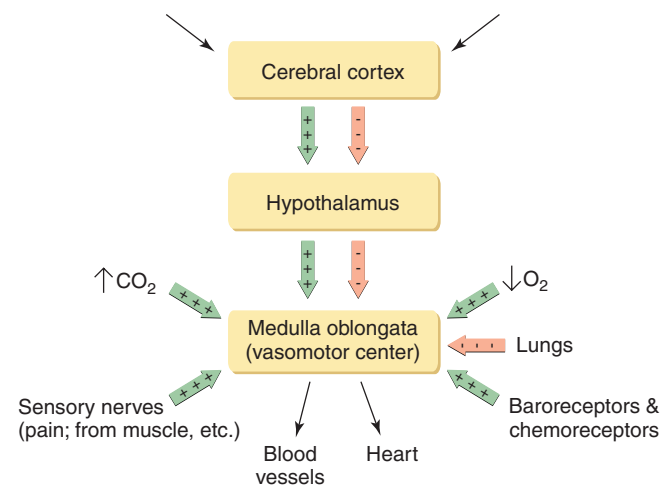 Cerebral cortex
+ + +
- - -
Hypothalamus
+ + +
- - -
↑CO₂
+ + +
↓O₂
+ + +
Medulla oblongata
(vasomotor center)
- - -
Lungs
+ + +
Sensory nerves
(pain; from muscle, etc.)
+ + +
Baroreceptors &
chemoreceptors
Blood
vessels
Heart